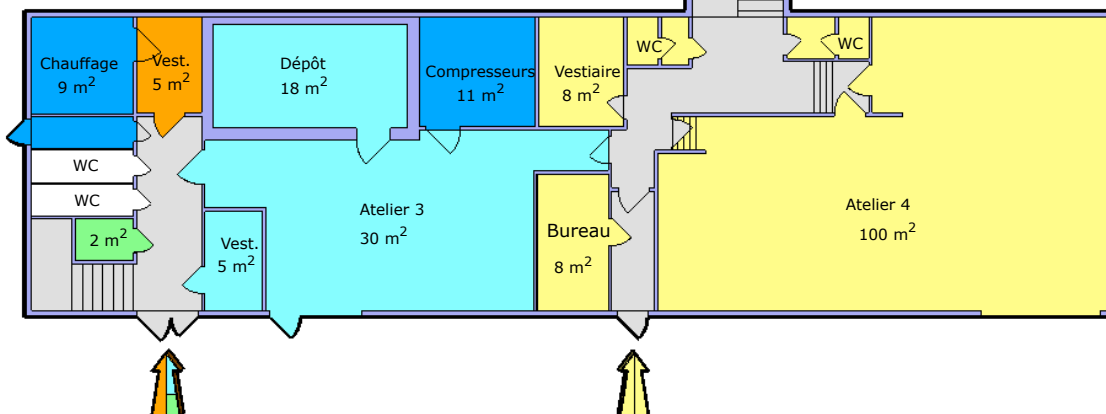 Chauffage
9 m²
Vest.
5 m²
Dépôt
18 m²
Compresseurs
11 m²
Vestiaire
8 m²
WC
WC
WC
WC
2 m²
Vest.
5 m²
Atelier 3
30 m²
Bureau
8 m²
Atelier 4
100 m²